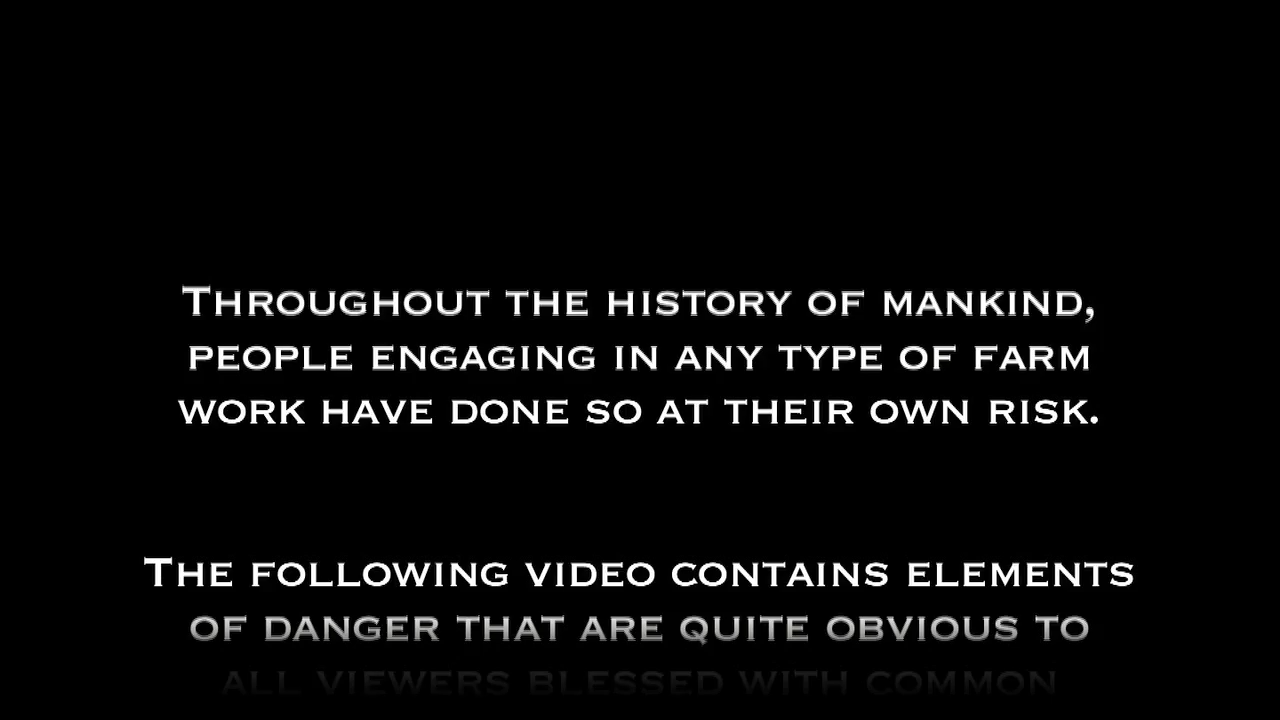 Throughout the history of mankind,
people engaging in any type of farm
work have done so at their own risk.
The following video contains elements
of danger that are quite obvious to
all viewers blessed with common